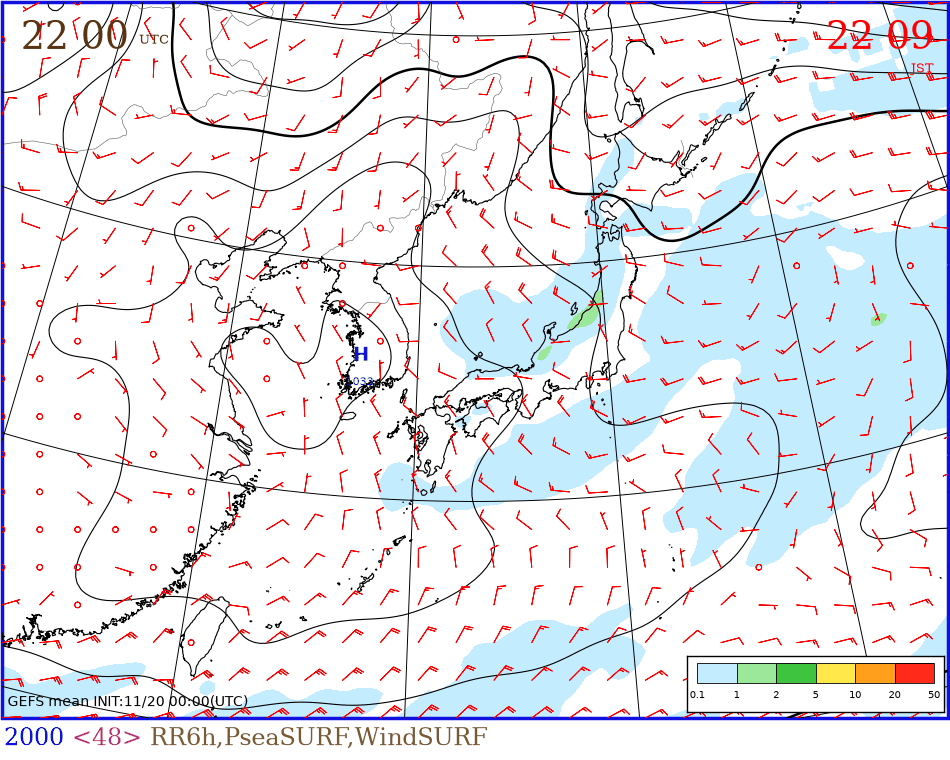 22 00 UTC 22 09
JST
H
033
0.1 1 2 5 10 20 50
GEFS mean INIT:11/20 00:00(UTC)
2000 <48> RR6h,PseaSURF,WindSURF